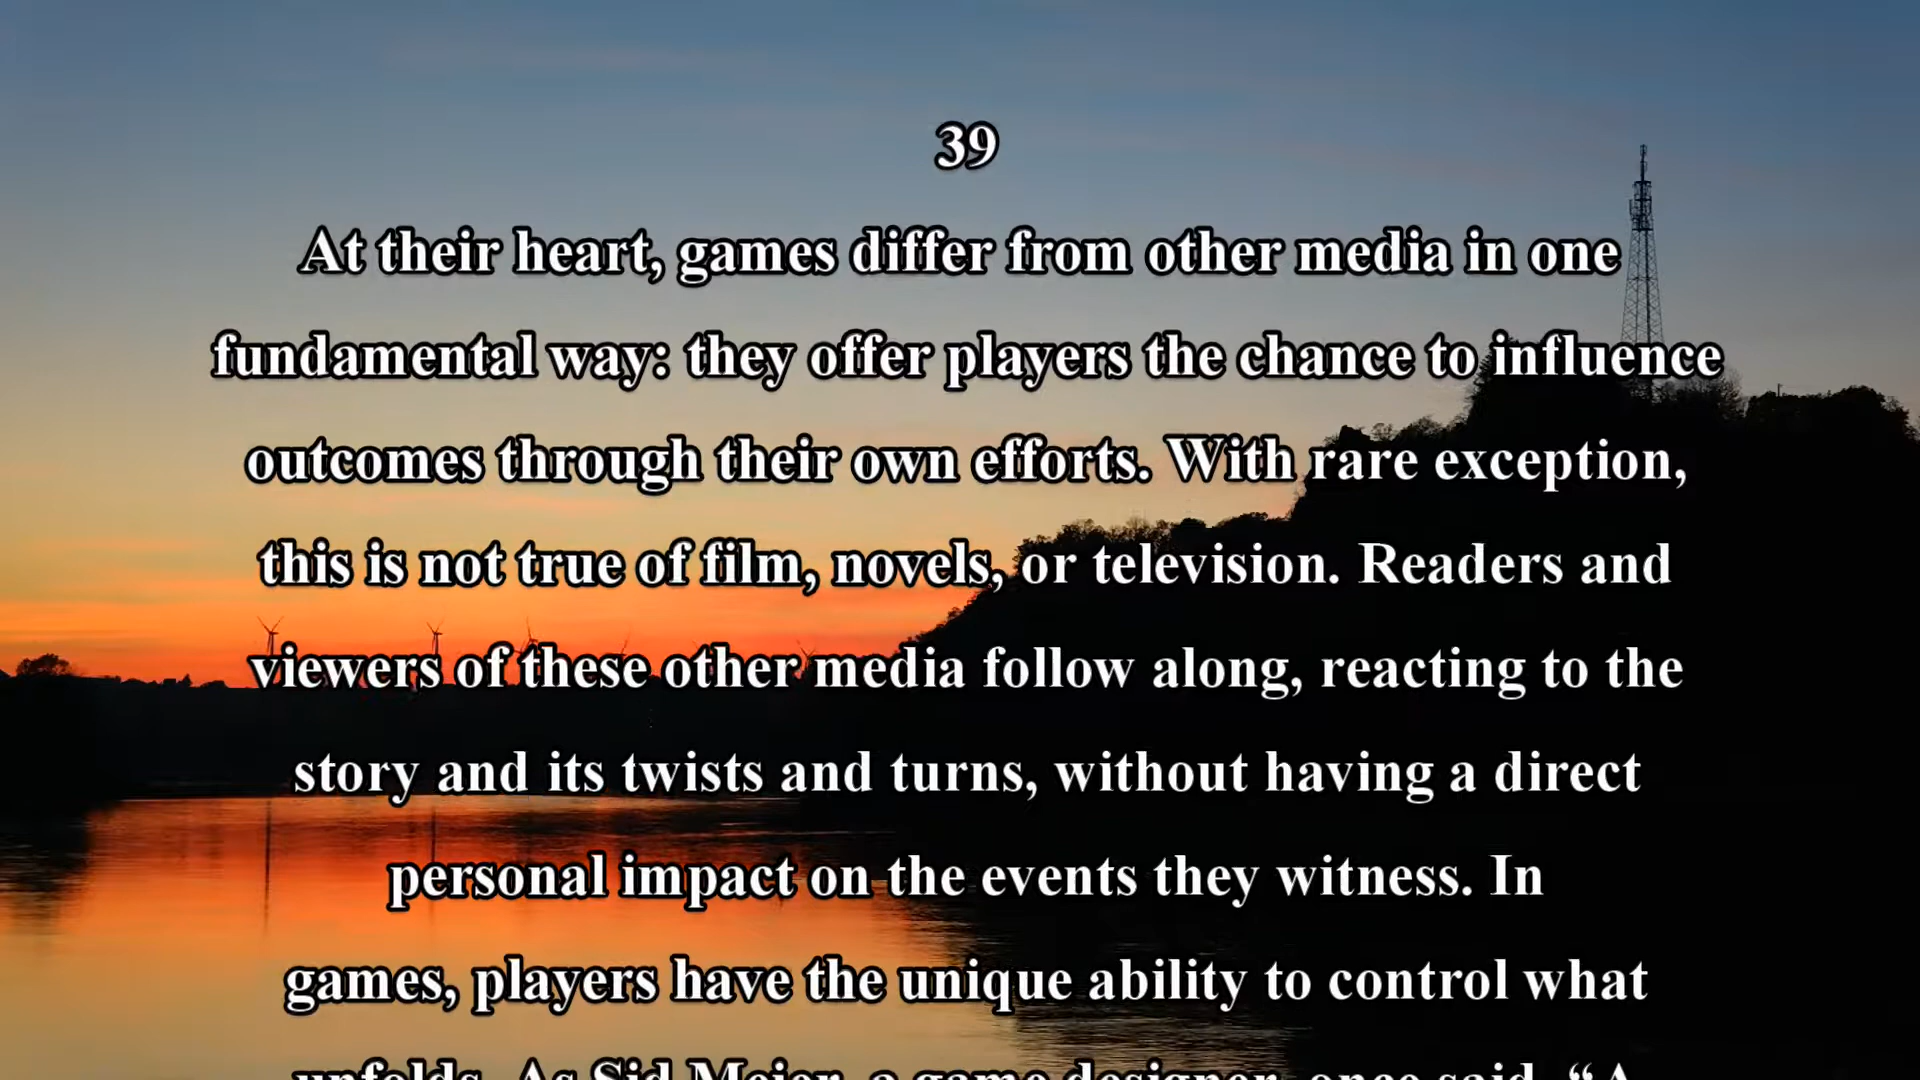 39
At their heart, games differ from other media in one
fundamental way: they offer players the chance to influence
outcomes through their own efforts. With rare exception,
this is not true of film, novels, or television. Readers and
viewers of these other media follow along, reacting to the
story and its twists and turns, without having a direct
personal impact on the events they witness. In
games, players have the unique ability to control what
unfolds. As Sid Meier, a game designer, once said, “A